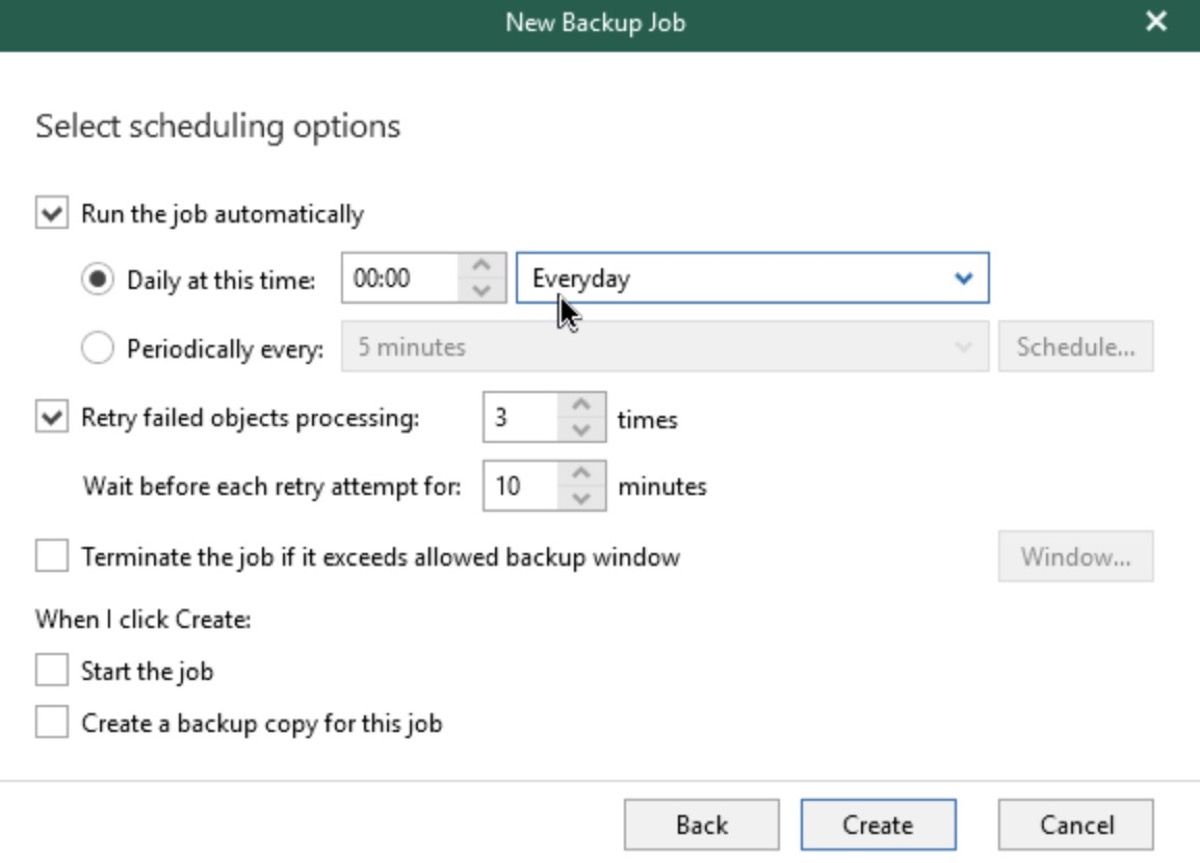 New Backup Job
Select scheduling options
Run the job automatically
Daily at this time: 00:00 Everyday
Periodically every: 5 minutes Schedule...
Retry failed objects processing: 3 times
Wait before each retry attempt for: 10 minutes
Terminate the job if it exceeds allowed backup window Window...
When I click Create:
Start the job
Create a backup copy for this job
Back Create Cancel